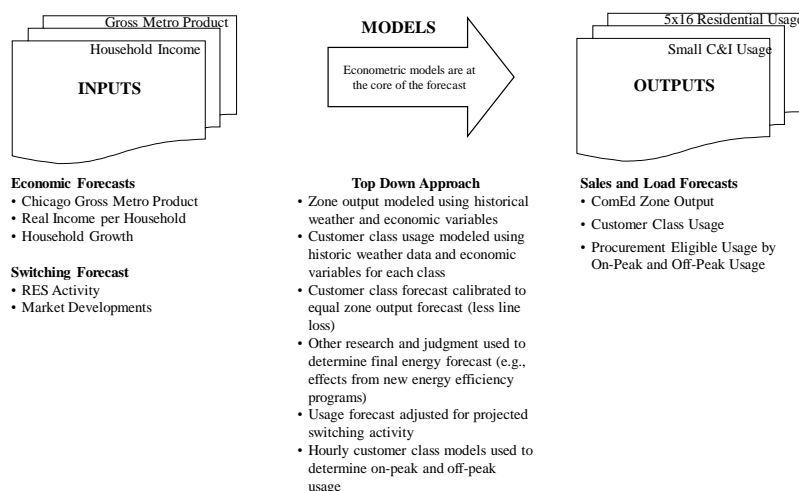 Gross Metro Product
Household Income
INPUTS
Economic Forecasts
• Chicago Gross Metro Product
• Real Income per Household
• Household Growth
Switching Forecast
• RES Activity
• Market Developments
MODELS
Econometric models are at
the core of the forecast
Top Down Approach
• Zone output modeled using historical
weather and economic variables
• Customer class usage modeled using
historic weather data and economic
variables for each class
• Customer class forecast calibrated to
equal zone output forecast (less line
loss)
• Other research and judgment used to
determine final energy forecast (e.g.,
effects from new energy efficiency
programs)
• Usage forecast adjusted for projected
switching activity
• Hourly customer class models used to
determine on-peak and off-peak
usage
5x16 Residential Usage
Small C&I Usage
OUTPUTS
Sales and Load Forecasts
• ComEd Zone Output
• Customer Class Usage
• Procurement Eligible Usage by
On-Peak and Off-Peak Usage